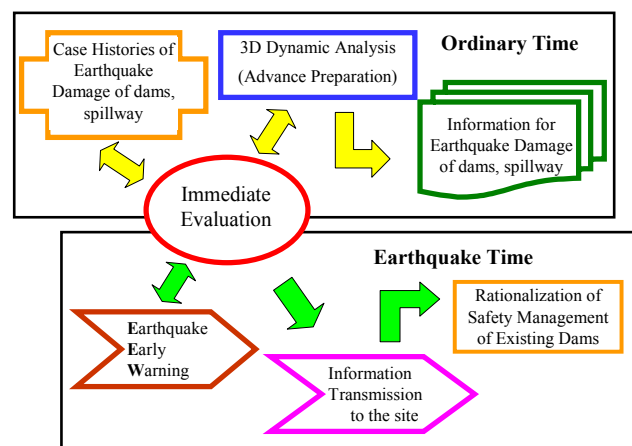 Case Histories of
Earthquake
Damage of dams,
spillway
3D Dynamic Analysis
(Advance Preparation)
Ordinary Time
Information for
Earthquake Damage
of dams, spillway
Immediate
Evaluation
Earthquake Time
Earthquake
Early
Warning
Information
Transmission
to the site
Rationalization of
Safety Management
of Existing Dams